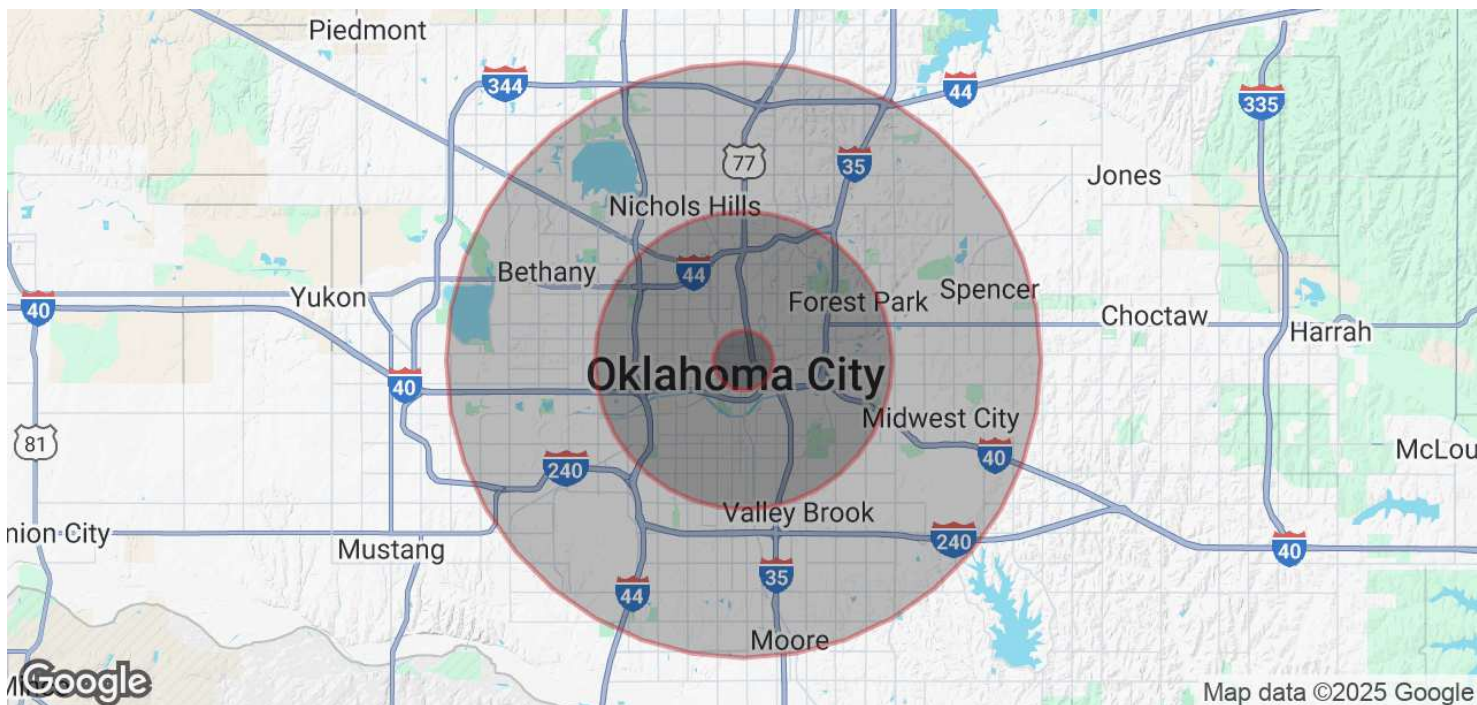 Piedmont
344
44
335
77
35
Jones
Nichols Hills
Bethany
44
Yukon
40
Forest Park
Spencer
Choctaw
Harrah
Oklahoma City
40
Midwest City
81
240
40
McLou
Valley Brook
nion City
Mustang
240
40
35
44
Moore
Google
Map data ©2025 Google